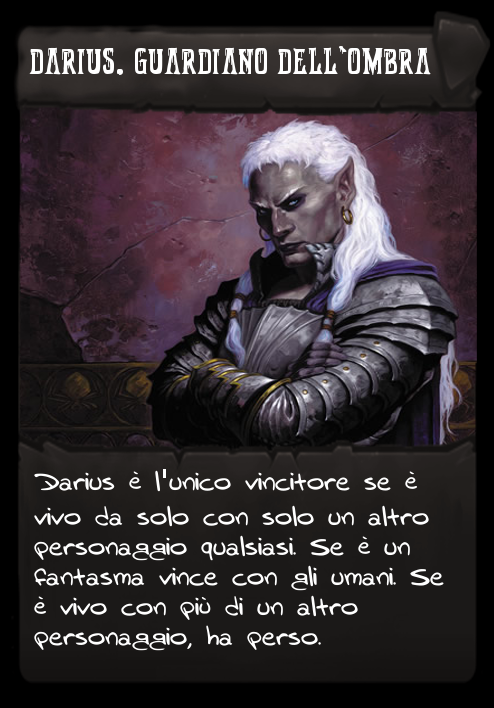 DARIUS, GUARDIANO DELL'OMBRA
Darius è l'unico vincitore se è
vivo da solo con solo un altro
personaggio qualsiasi. Se è un
fantasma vince con gli umani. Se
è vivo con più di un altro
personaggio, ha perso.